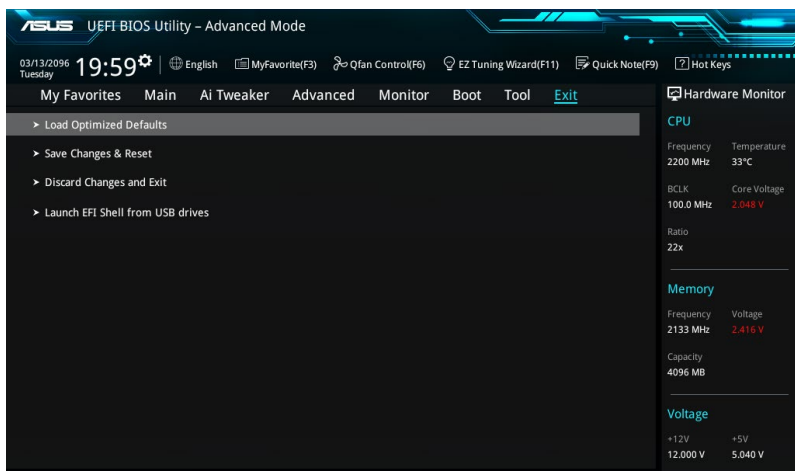 ASUS UEFI BIOS Utility – Advanced Mode
03/13/2096
Tuesday
19:59
English MyFavorite(F3) Qfan Control(F6) EZ Tuning Wizard(F11) Quick Note(F9) ? Hot Keys
My Favorites Main Ai Tweaker Advanced Monitor Boot Tool Exit
➤ Load Optimized Defaults
➤ Save Changes & Reset
➤ Discard Changes and Exit
➤ Launch EFI Shell from USB drives
Hardware Monitor
CPU
Frequency Temperature
2200 MHz 33°C
BCLK Core Voltage
100.0 MHz 2.048 V
Ratio
22x
Memory
Frequency Voltage
2133 MHz 2.416 V
Capacity
4096 MB
Voltage
+12V +5V
12.000 V 5.040 V